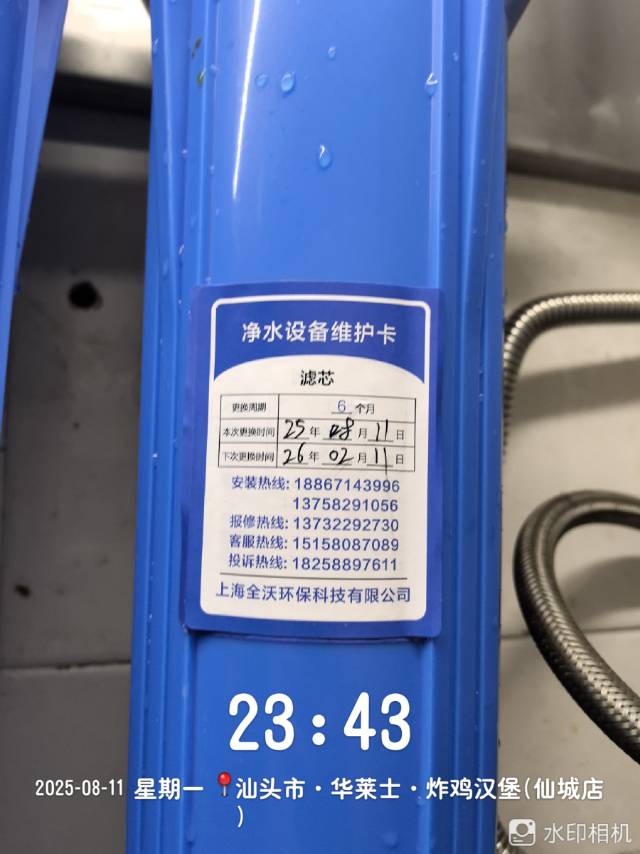 净水设备维护卡
滤芯
更换周期 6 个月
本次更换时间 25 年 08 月 11 日
下次更换时间 26 年 02 月 11 日
安装热线: 18867143996
13758291056
报修热线: 13732292730
客服热线: 15158087089
投诉热线: 18258897611
上海全沃环保科技有限公司
23:43
2025-08-11 星期一 汕头市·华莱士·炸鸡汉堡(仙城店
)
水印相机